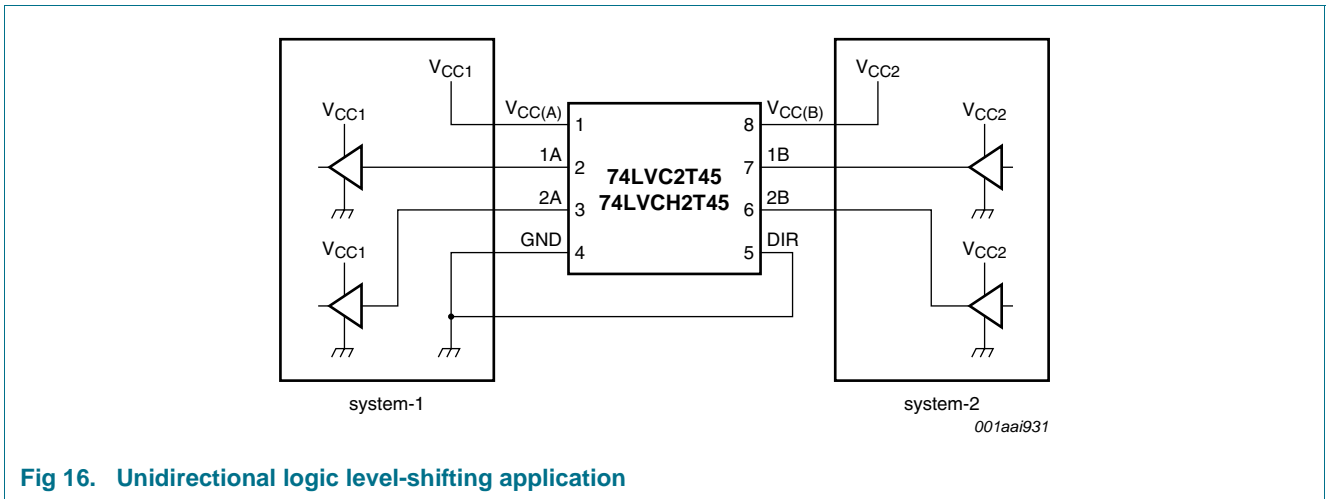 VCC1
VCC2
VCC1
VCC(A)
1
8
VCC(B)
VCC2
1A
2
74LVC2T45
74LVCH2T45
7
1B
2A
3
6
2B
VCC1
GND
4
5
DIR
VCC2
system-1
system-2
001aai931
Fig 16. Unidirectional logic level-shifting application